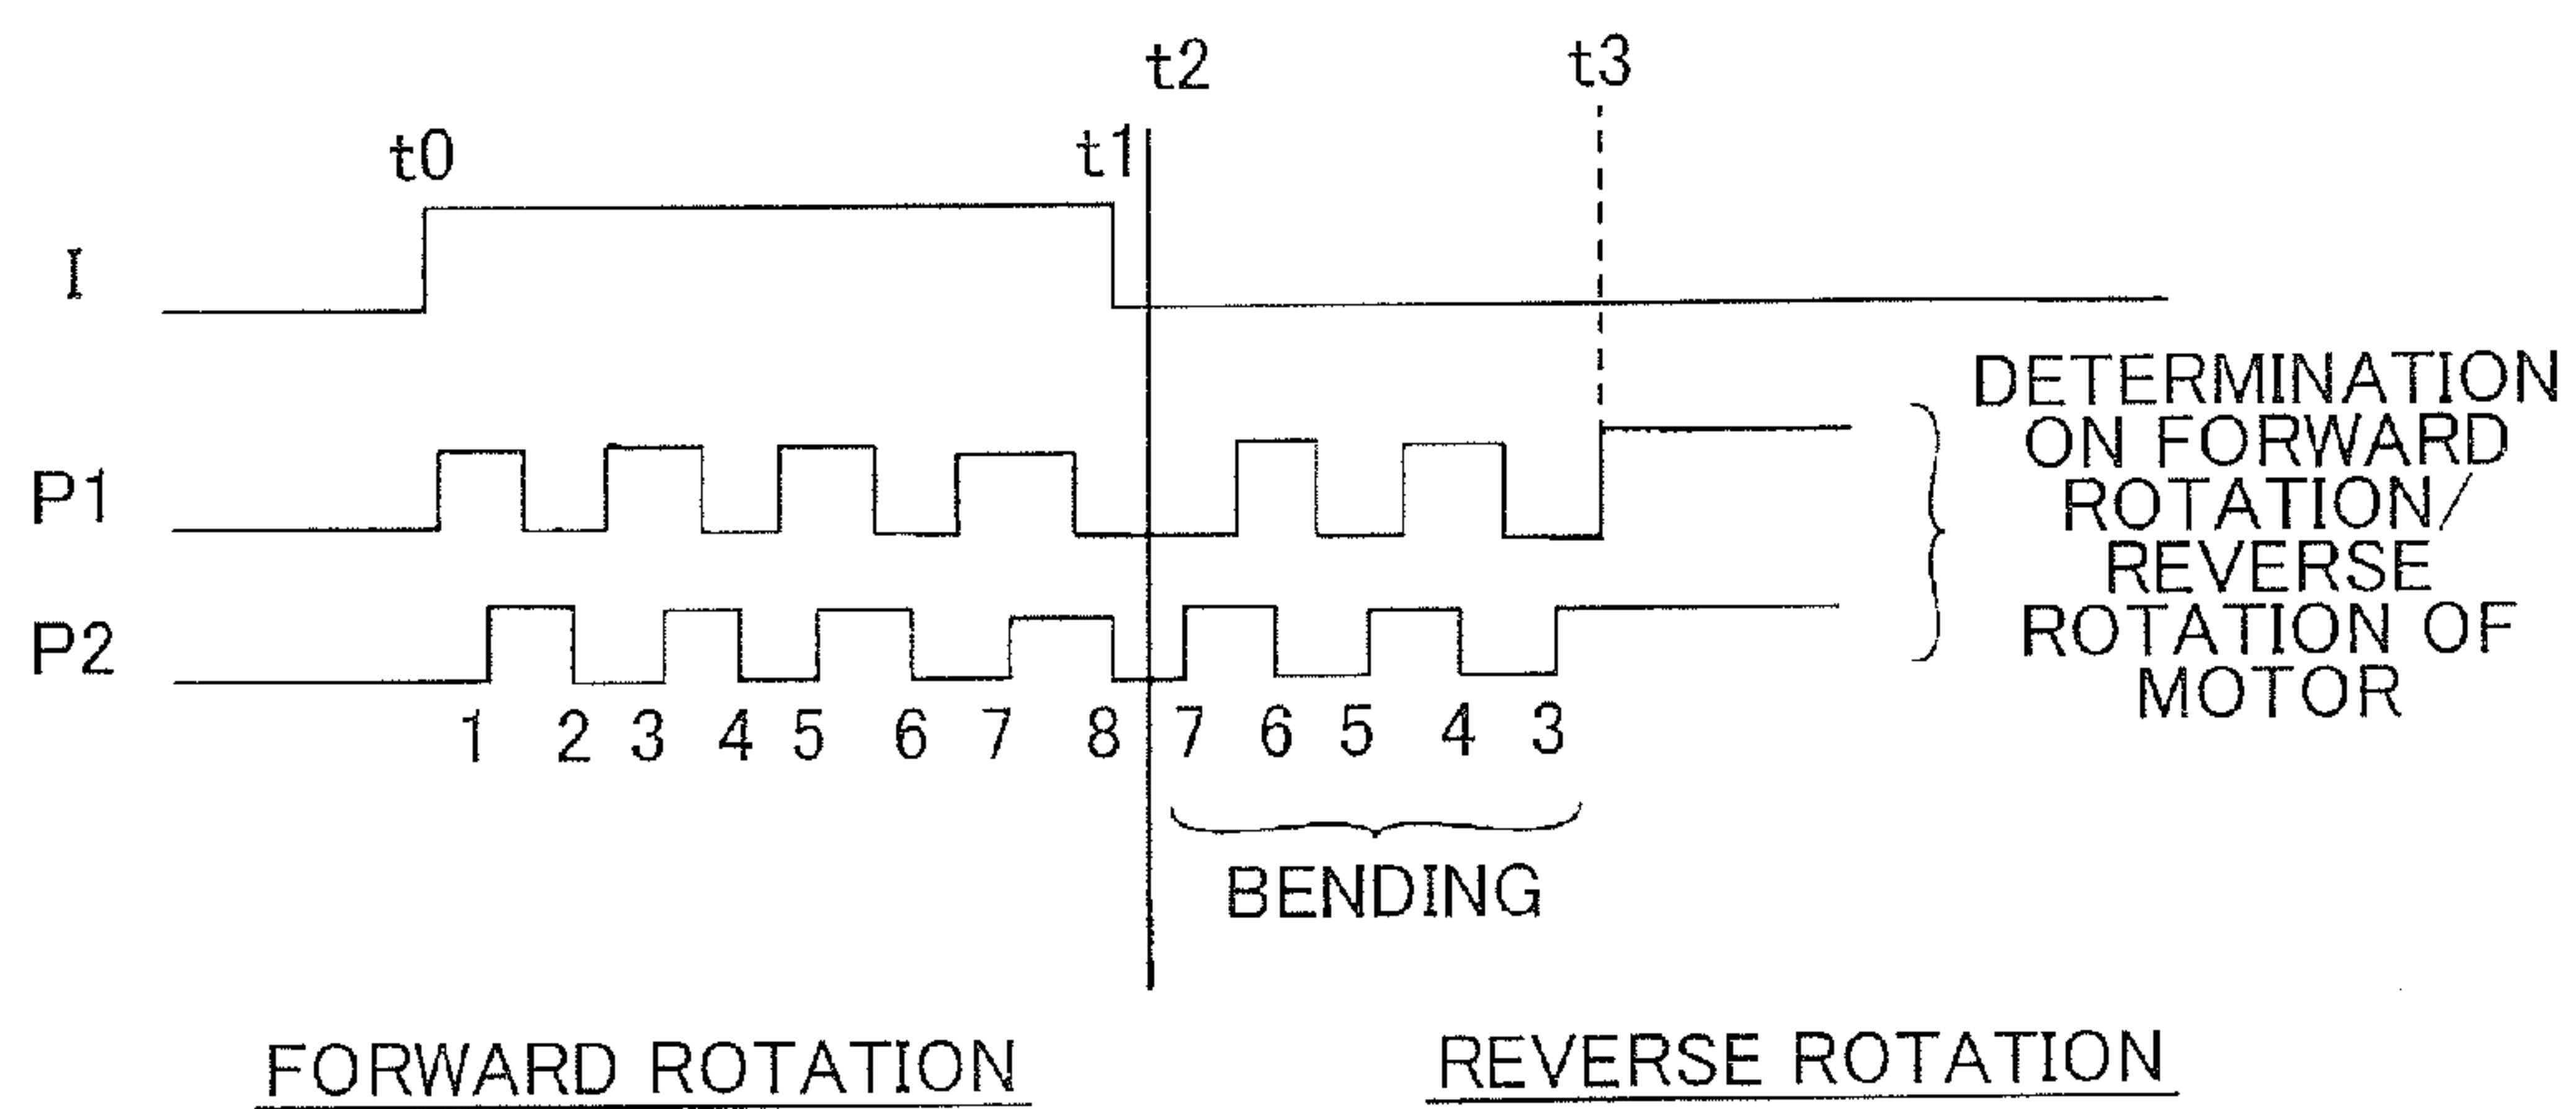 t2
t3
t0
t1
I
DETERMINATION
ON FORWARD
ROTATION/
REVERSE
ROTATION OF
MOTOR
P1
P2
1 2 3 4 5 6 7 8 7 6 5 4 3
BENDING
FORWARD ROTATION
REVERSE ROTATION